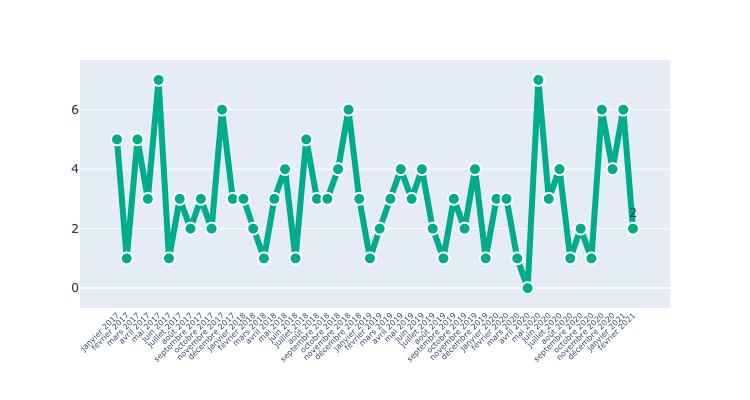 6
4
2
0
2
janvier 2017
février 2017
mars 2017
avril 2017
mai 2017
juin 2017
juillet 2017
août 2017
septembre 2017
octobre 2017
novembre 2017
décembre 2017
janvier 2018
février 2018
mars 2018
avril 2018
mai 2018
juin 2018
juillet 2018
août 2018
septembre 2018
octobre 2018
novembre 2018
décembre 2018
janvier 2019
février 2019
mars 2019
avril 2019
mai 2019
juin 2019
juillet 2019
août 2019
septembre 2019
octobre 2019
novembre 2019
décembre 2019
janvier 2020
février 2020
mars 2020
avril 2020
mai 2020
juin 2020
juillet 2020
août 2020
septembre 2020
octobre 2020
novembre 2020
décembre 2020
janvier 2021
février 2021